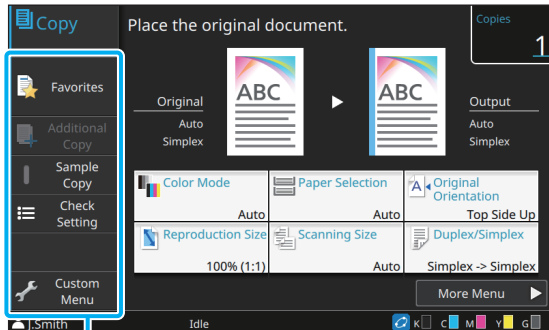 Copy
Place the original document.
Copies
1
Favorites
Additional
Copy
Sample
Copy
Check
Setting
Custom
Menu
Original
Auto
Simplex
ABC
ABC
Output
Auto
Simplex
Color Mode
Auto
Paper Selection
Auto
Original
Orientation
Top Side Up
Reproduction Size
100% (1:1)
Scanning Size
Auto
Duplex/Simplex
Simplex -> Simplex
More Menu
J.Smith
Idle
K C M Y G